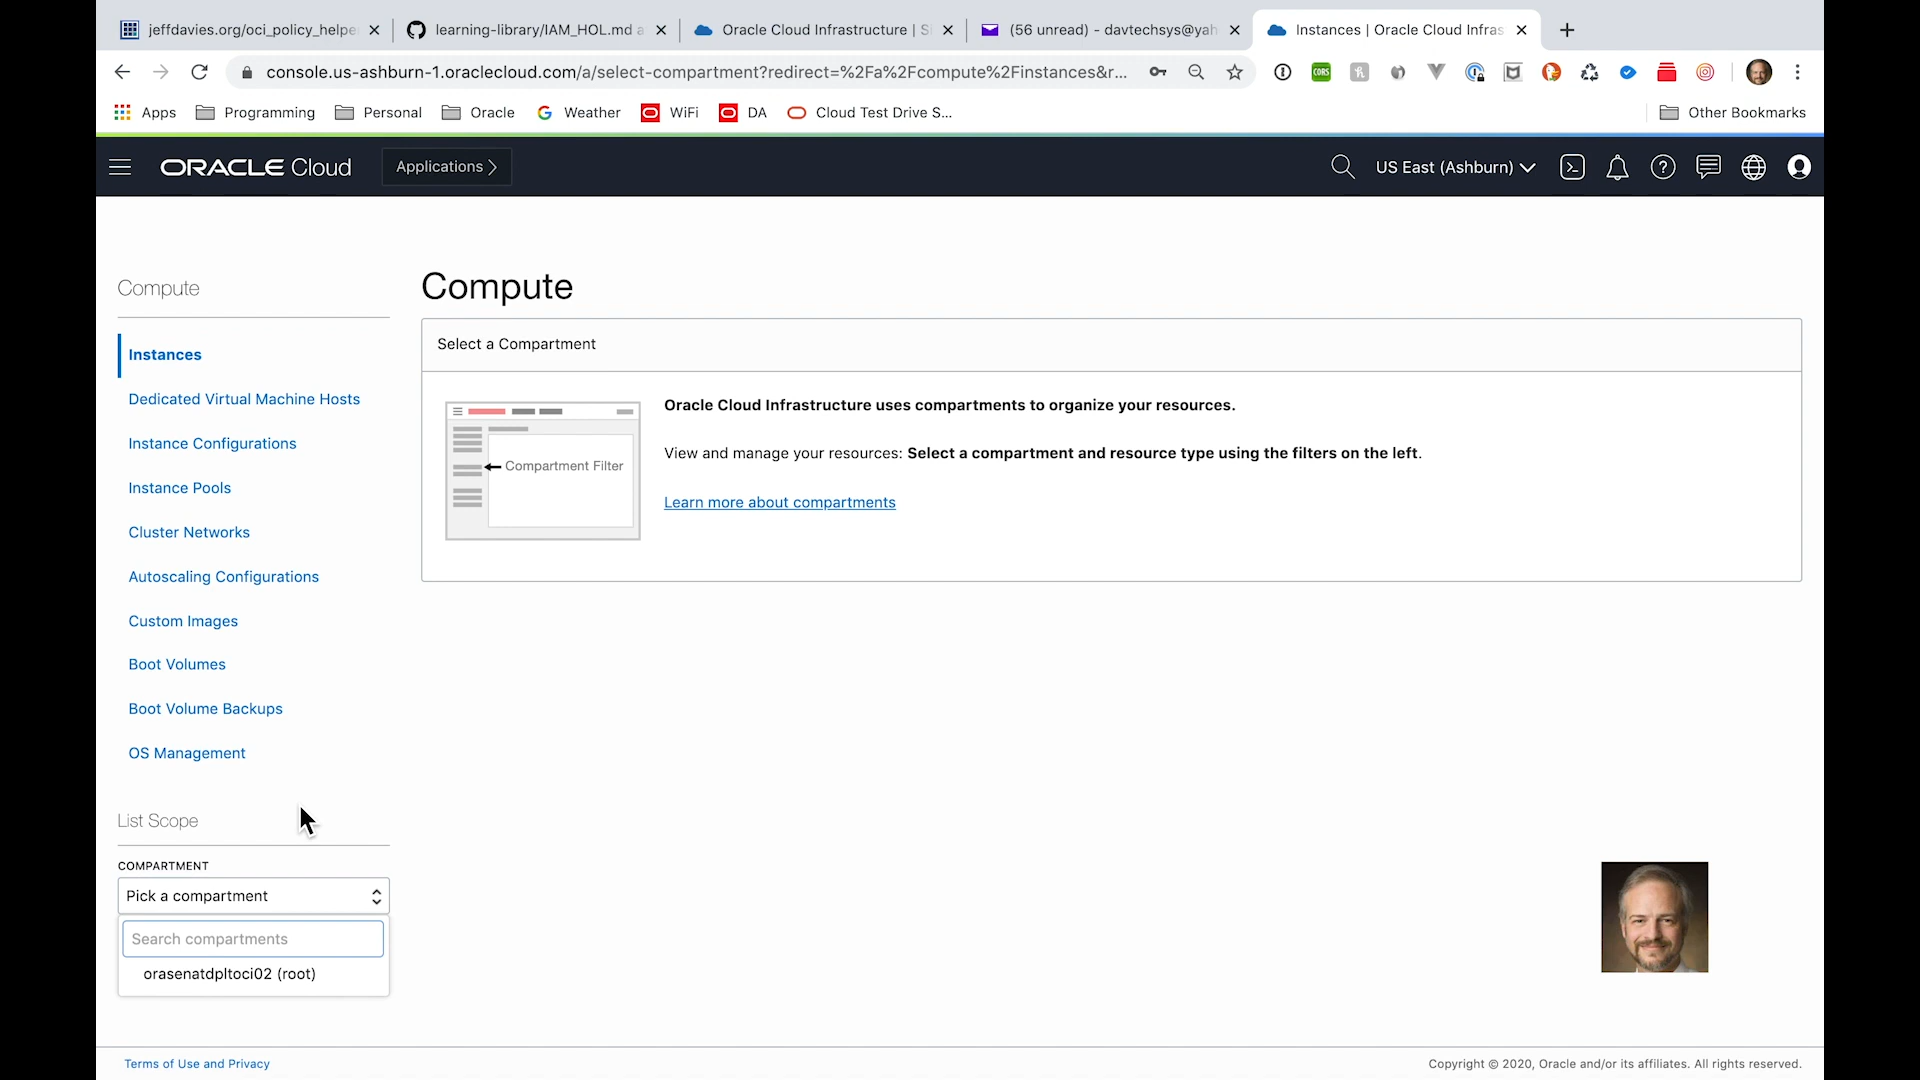 jeffdavies.org/oci_policy_helpe
learning-library/IAM_HOL.md a
Oracle Cloud Infrastructure | S
(56 unread) - davtechsys@yah
Instances | Oracle Cloud Infras
console.us-ashburn-1.oraclecloud.com/a/select-compartment?redirect=%2Fa%2Fcompute%2Finstances&r...
CORS
Apps
Programming
Personal
Oracle
Weather
WiFi
DA
Cloud Test Drive S...
Other Bookmarks
ORACLE Cloud
Applications
US East (Ashburn)
Compute
Instances
Dedicated Virtual Machine Hosts
Instance Configurations
Instance Pools
Cluster Networks
Autoscaling Configurations
Custom Images
Boot Volumes
Boot Volume Backups
OS Management
List Scope
COMPARTMENT
Pick a compartment
Search compartments
orasenatdpltoci02 (root)
Compute
Select a Compartment
Compartment Filter
Oracle Cloud Infrastructure uses compartments to organize your resources.
View and manage your resources: Select a compartment and resource type using the filters on the left.
Learn more about compartments
Terms of Use and Privacy
Copyright © 2020, Oracle and/or its affiliates. All rights reserved.